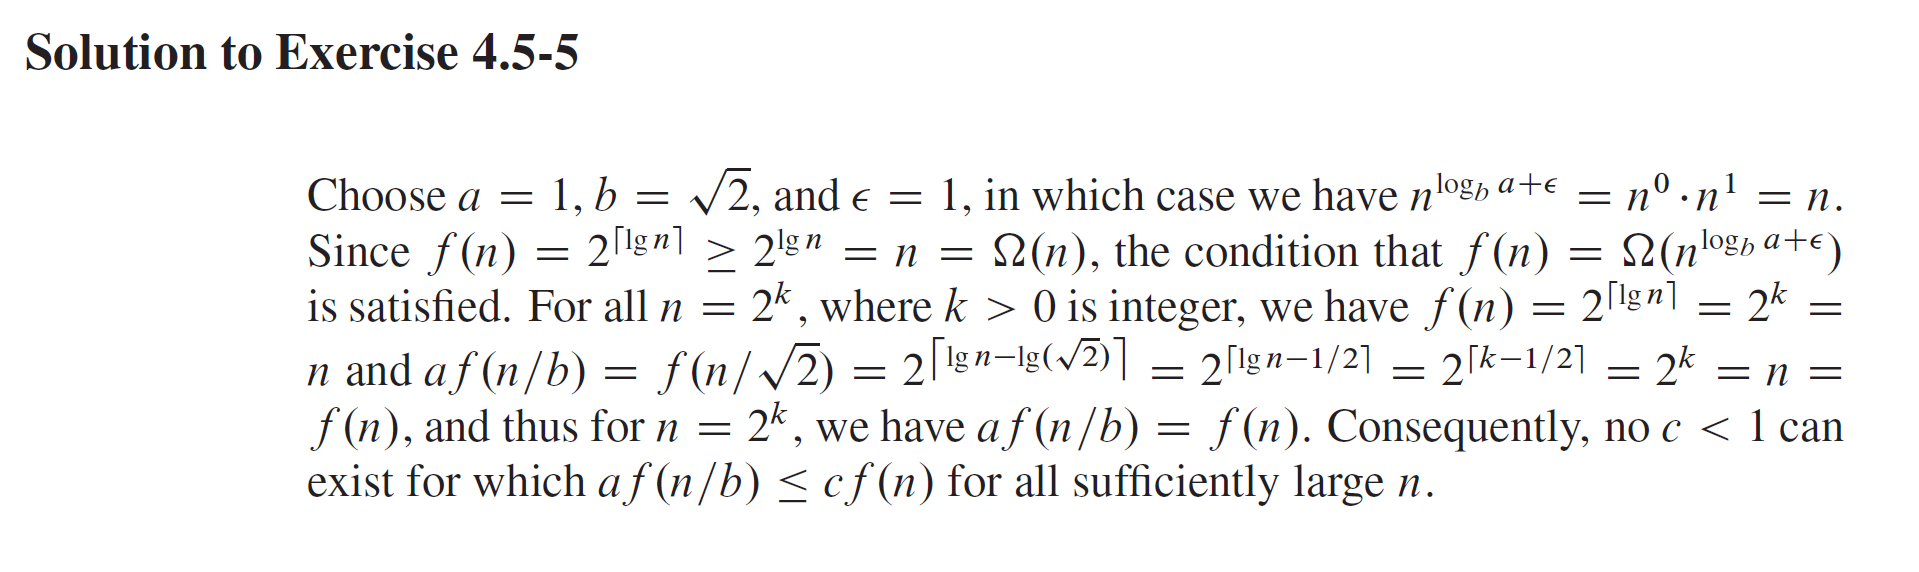 Solution to Exercise 4.5-5
Choose a = 1, b = √2, and ϵ = 1, in which case we have n^{log_b a+ϵ} = n^0 · n^1 = n.
Since f(n) = 2^{⌈lg n⌉} ≥ 2^{lg n} = n = Ω(n), the condition that f(n) = Ω(n^{log_b a+ϵ})
is satisfied. For all n = 2^k, where k > 0 is integer, we have f(n) = 2^{⌈lg n⌉} = 2^k =
n and af(n/b) = f(n/√2) = 2^{⌈lg n−lg(√2)⌉} = 2^{⌈lg n−1/2⌉} = 2^{⌈k−1/2⌉} = 2^k = n =
f(n), and thus for n = 2^k, we have af(n/b) = f(n). Consequently, no c < 1 can
exist for which af(n/b) ≤ cf(n) for all sufficiently large n.